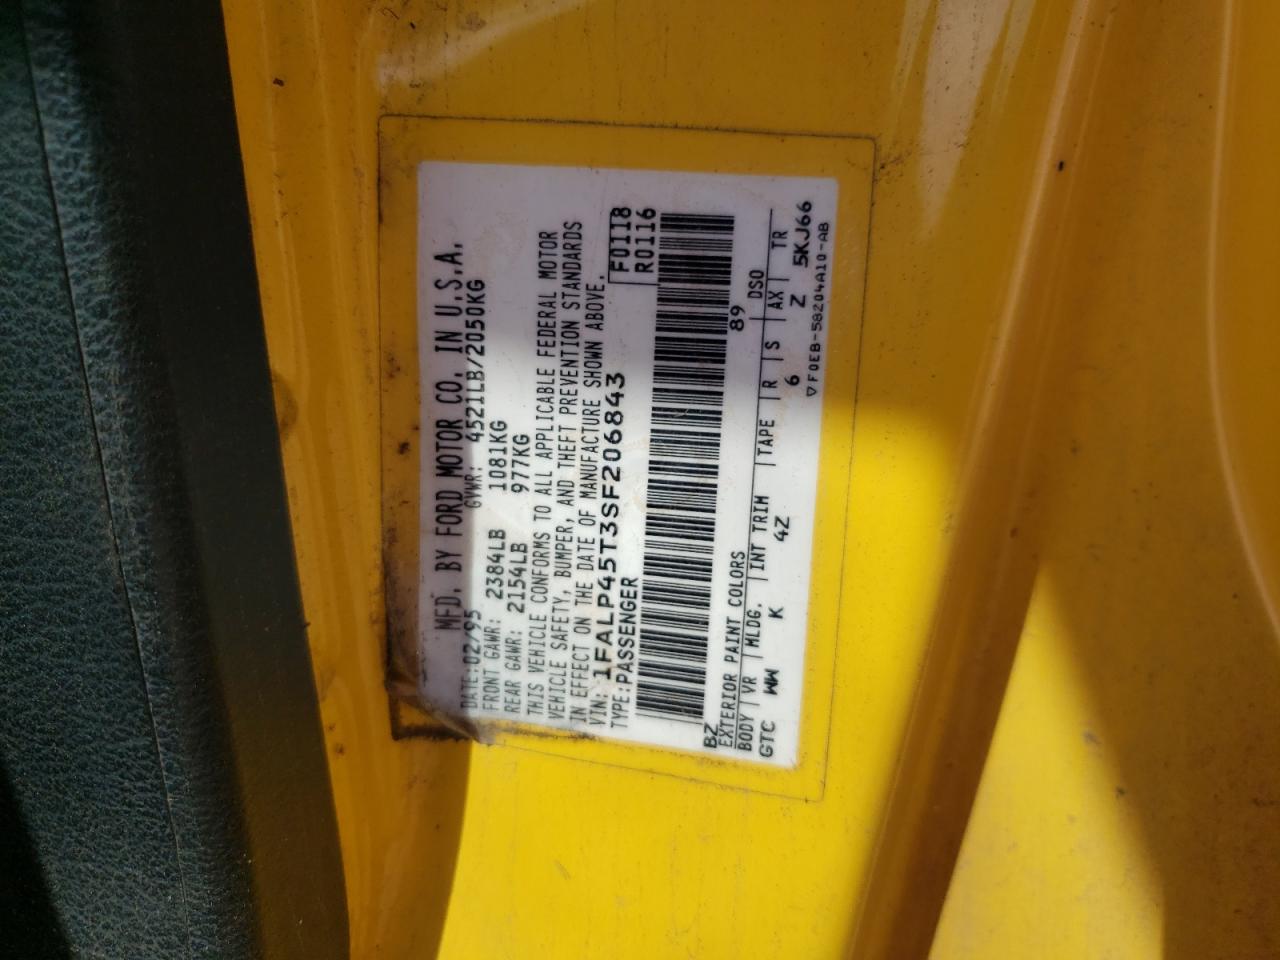 MFD. BY FORD MOTOR CO. IN U.S.A.
DATE:02/95 GVWR: 4521LB/2050KG
FRONT GAWR: 2384LB 1081KG
REAR GAWR: 2154LB 977KG
THIS VEHICLE CONFORMS TO ALL APPLICABLE FEDERAL MOTOR
VEHICLE SAFETY, BUMPER, AND THEFT PREVENTION STANDARDS
IN EFFECT ON THE DATE OF MANUFACTURE SHOWN ABOVE.
VIN: 1FALP45T3SF206843 F0118
TYPE:PASSENGER R0116
BZ 89
EXTERIOR PAINT COLORS DSO
BODY VR MLDG. INT TRIM TAPE R S AX TR
GTC WW K 4Z 6 Z 5KJ66
▽ F0EB-58204A10-AB